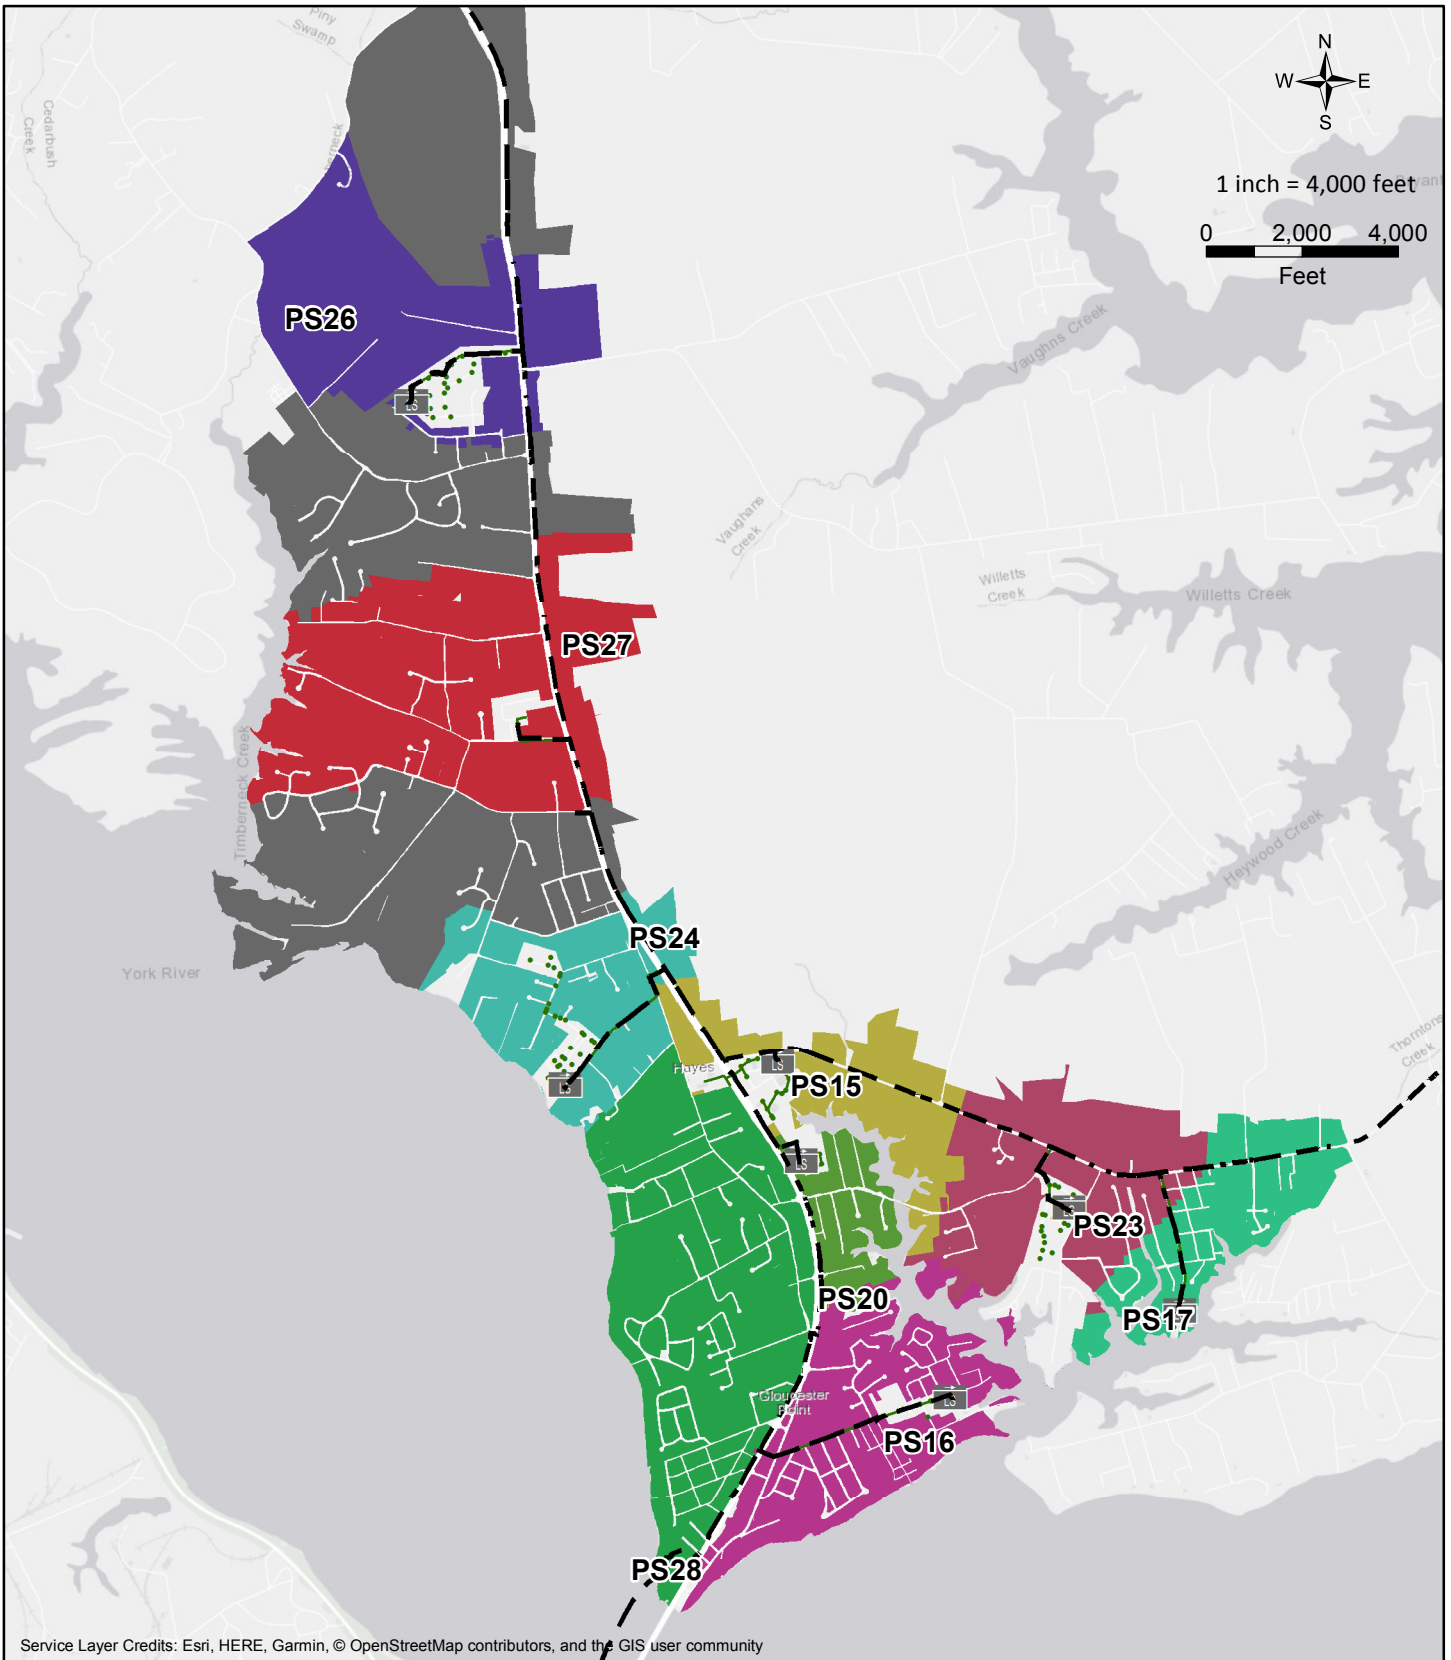 Piny
Swamp
N
W E
S
Cedarbush
Creek
berneck
1 inch = 4,000 feet
Bryant
0 2,000 4,000
Feet
PS26
LS
Vaughns Creek
Vaughans
Creek
Willetts
Creek
Willetts Creek
PS27
Timberneck Creek
Heywood Creek
PS24
York River
Thorntons
Creek
Hayes
LS
PS15
LS
LS
LS
PS23
PS20
PS17
Gloucester
Point
LS
PS16
PS28
Service Layer Credits: Esri, HERE, Garmin, © OpenStreetMap contributors, and the GIS user community